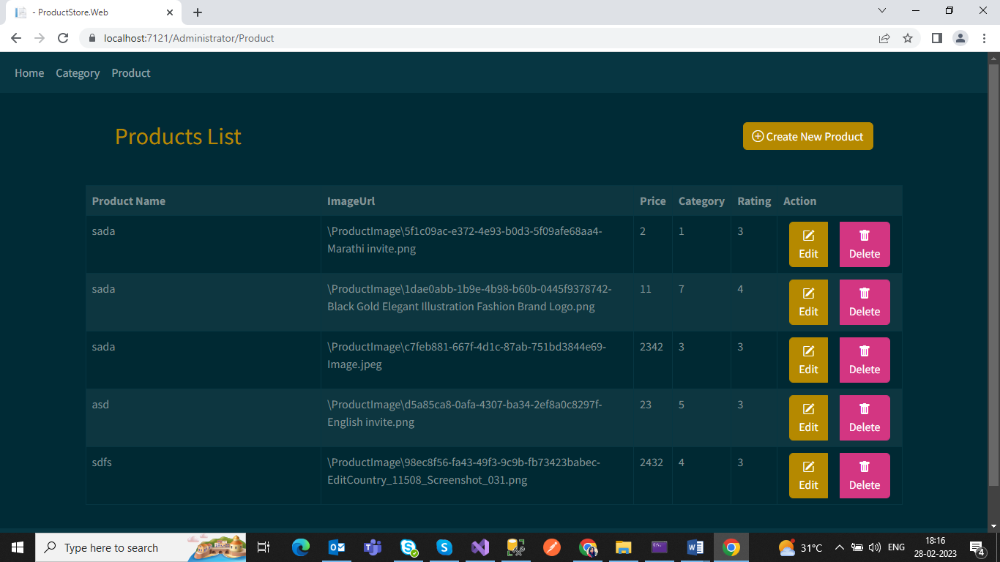 - ProductStore.Web
localhost:7121/Administrator/Product
Home Category Product
Products List
Create New Product
Product Name ImageUrl Price Category Rating Action
sada \ProductImage\5f1c09ac-e372-4e93-b0d3-5f09afe68aa4- 2 1 3
Marathi invite.png Edit Delete
sada \ProductImage\1dae0abb-1b9e-4b98-b60b-0445f9378742- 11 7 4
Black Gold Elegant Illustration Fashion Brand Logo.png Edit Delete
sada \ProductImage\c7feb881-667f-4d1c-87ab-751bd3844e69- 2342 3 3
Image.jpeg Edit Delete
asd \ProductImage\d5a85ca8-0afa-4307-ba34-2ef8a0c8297f- 23 5 3
English invite.png Edit Delete
sdfs \ProductImage\98ec8f56-fa43-49f3-9c9b-fb73423babec- 2432 4 3
EditCountry_11508_Screenshot_031.png Edit Delete
Type here to search
31°C ENG 18:16
28-02-2023
4